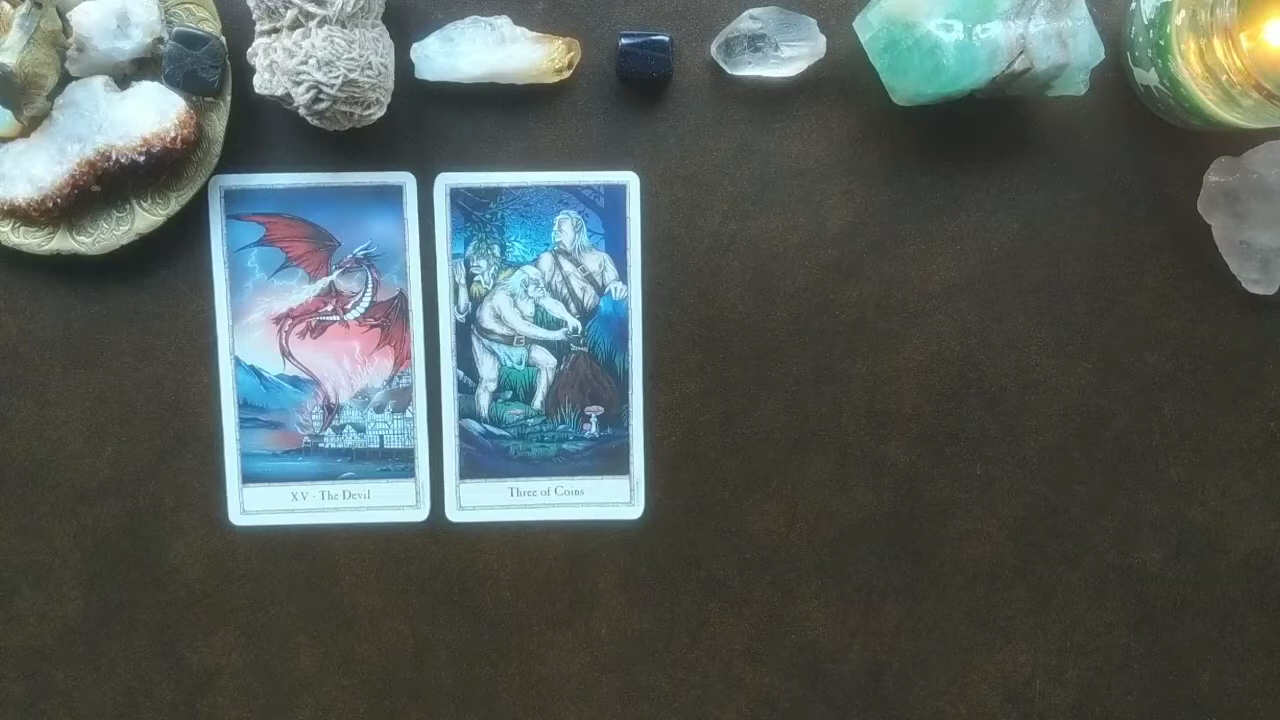 XV - The Devil
Three of Coins